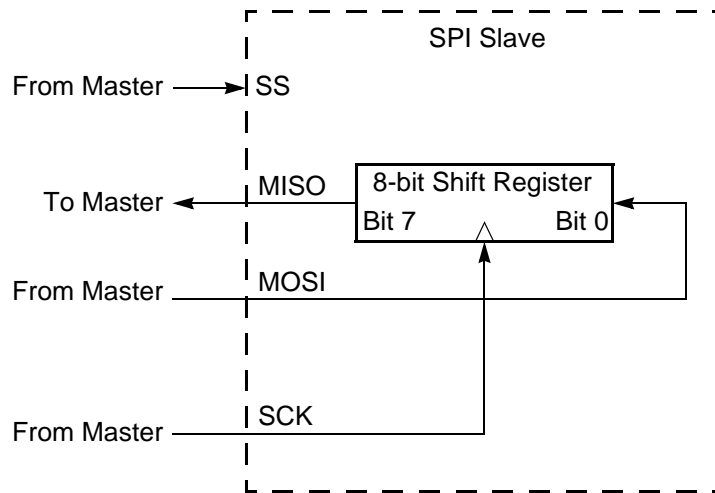 SPI Slave
From Master
SS
MISO
8-bit Shift Register
To Master
Bit 7
Bit 0
From Master
MOSI
From Master
SCK